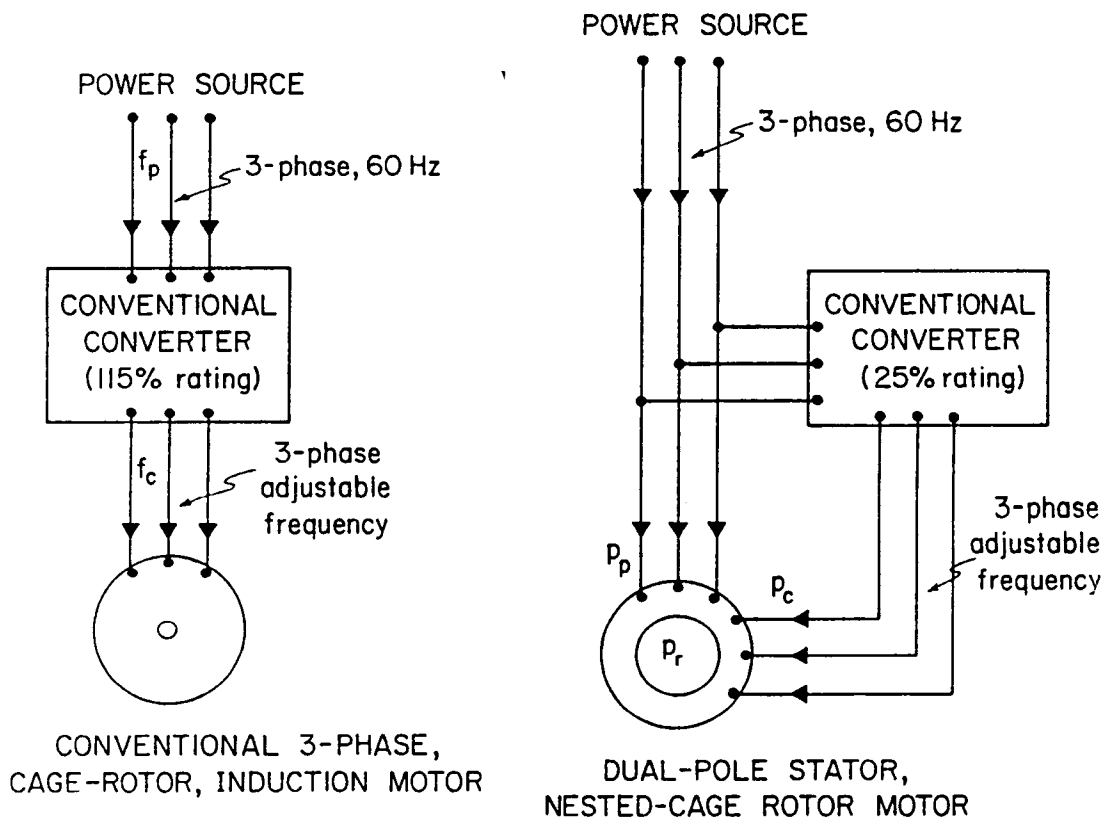 POWER SOURCE
f_p
3-phase, 60 Hz
CONVENTIONAL
CONVERTER
(115% rating)
f_c
3-phase
adjustable
frequency
CONVENTIONAL 3-PHASE,
CAGE-ROTOR, INDUCTION MOTOR
POWER SOURCE
3-phase, 60 Hz
CONVENTIONAL
CONVERTER
(25% rating)
3-phase
adjustable
frequency
p_p
p_c
p_r
DUAL-POLE STATOR,
NESTED-CAGE ROTOR MOTOR